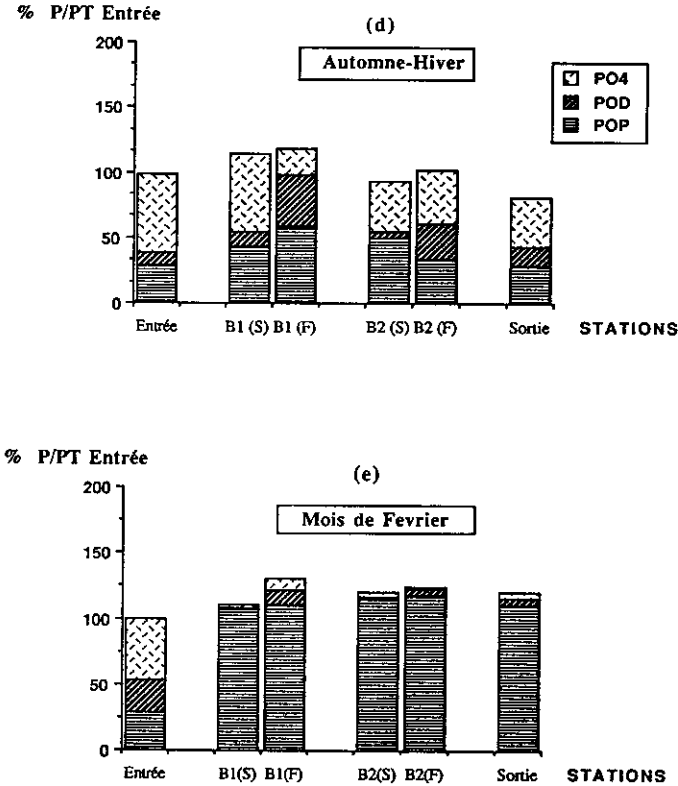 % P/PT Entrée
(d)
Automne-Hiver
PO4
POD
POP
200
150
100
50
0
Entrée B1 (S) B1 (F) B2 (S) B2 (F) Sortie STATIONS
% P/PT Entrée
(e)
Mois de Fevrier
200
150
100
50
0
Entrée B1(S) B1(F) B2(S) B2(F) Sortie STATIONS